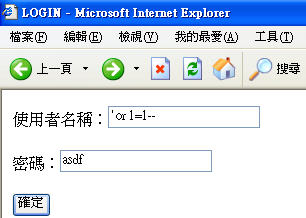 LOGIN - Microsoft Internet Explorer
檔案(F) 編輯(E) 檢視(V) 我的最愛(A) 工具(T)
上一頁 搜尋
使用者名稱：' or 1=1--
密碼：asdf
確定